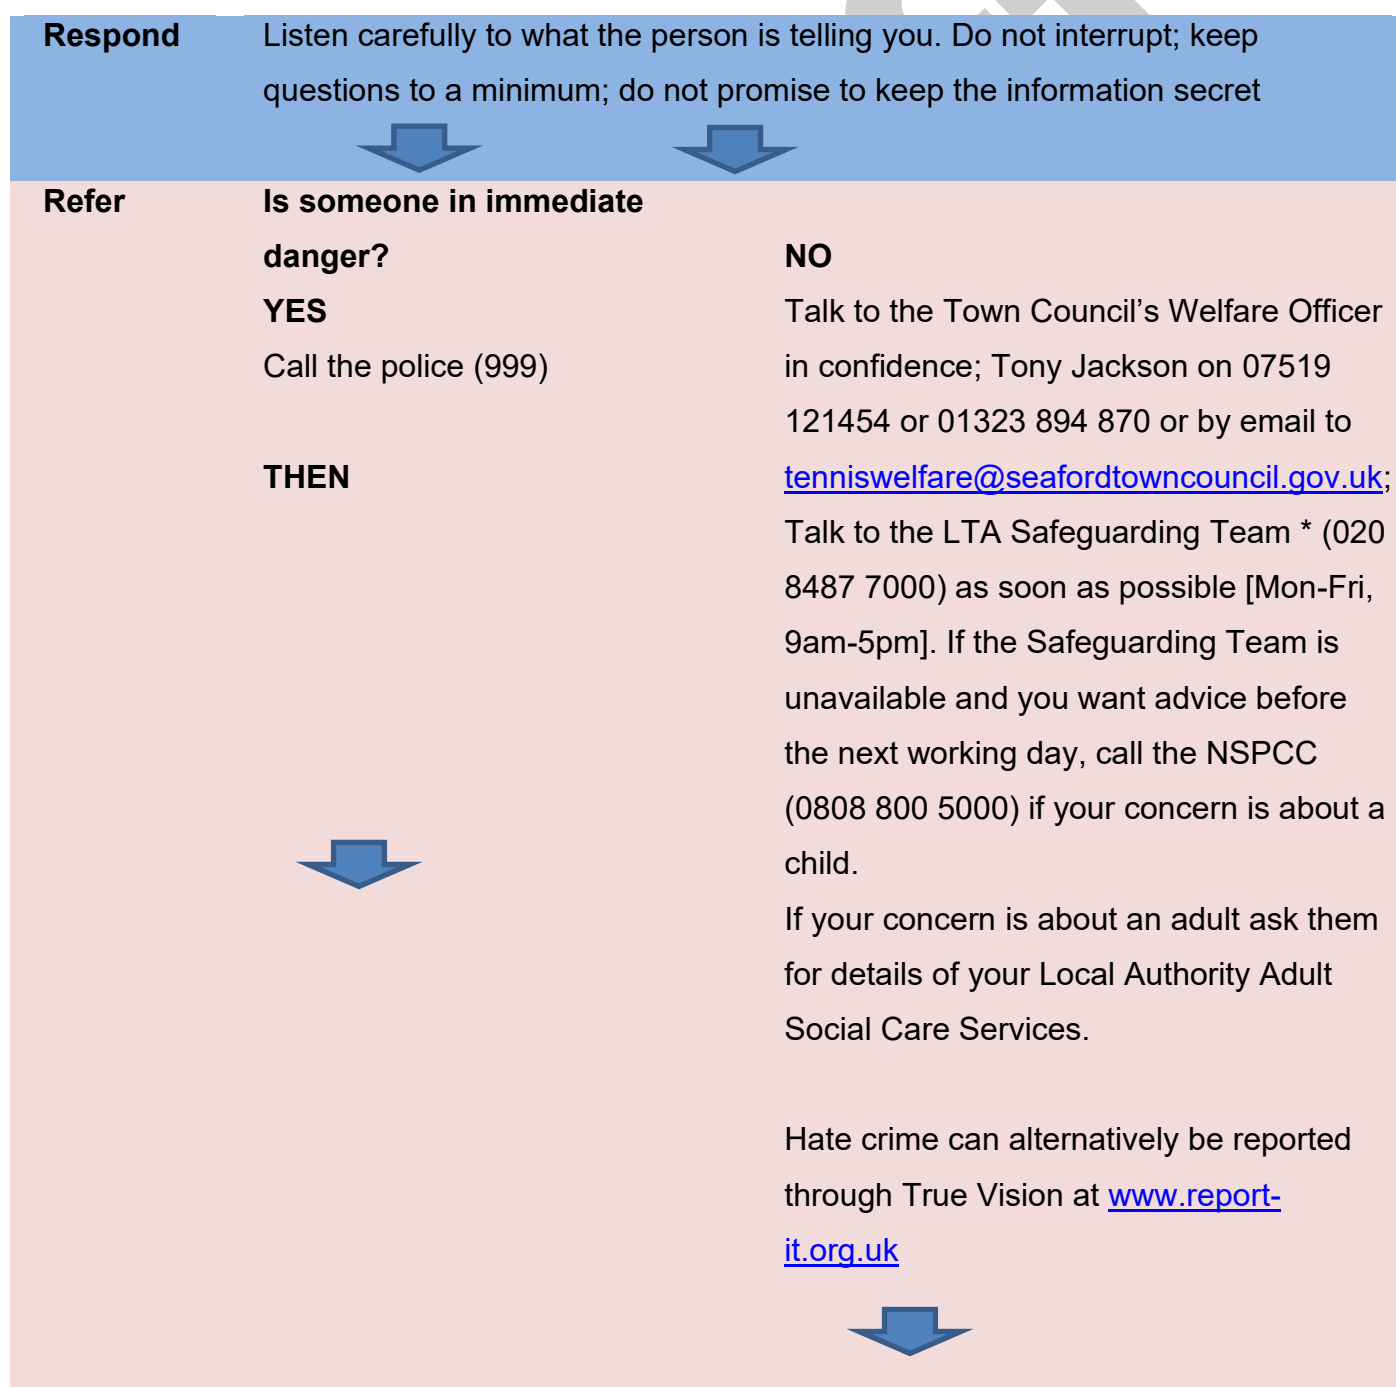 Respond
Listen carefully to what the person is telling you. Do not interrupt; keep
questions to a minimum; do not promise to keep the information secret
Refer
Is someone in immediate
danger?
YES
Call the police (999)
THEN
NO
Talk to the Town Council’s Welfare Officer
in confidence; Tony Jackson on 07519
121454 or 01323 894 870 or by email to
tenniswelfare@seafordtowncouncil.gov.uk;
Talk to the LTA Safeguarding Team * (020
8487 7000) as soon as possible [Mon-Fri,
9am-5pm]. If the Safeguarding Team is
unavailable and you want advice before
the next working day, call the NSPCC
(0808 800 5000) if your concern is about a
child.
If your concern is about an adult ask them
for details of your Local Authority Adult
Social Care Services.
Hate crime can alternatively be reported
through True Vision at www.report-
it.org.uk